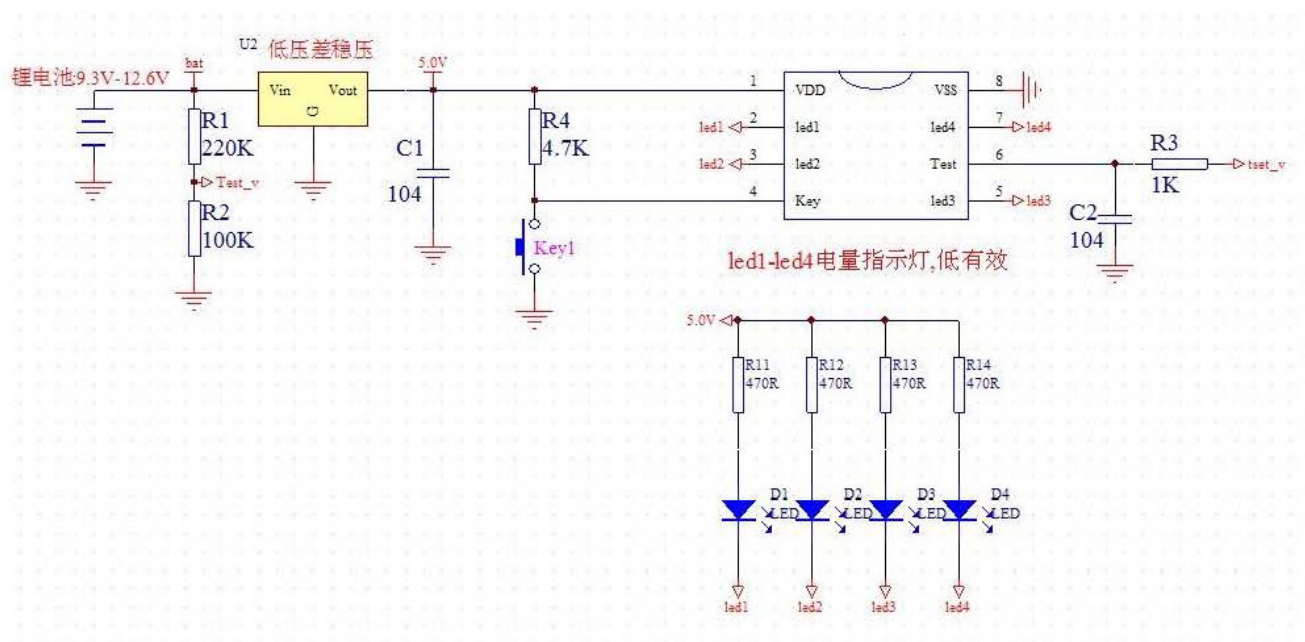 U2 低压差稳压
锂电池:9.3V-12.6V
bat
5.0V
Vin
Vout
G
R1
220K
Test_v
R2
100K
C1
104
R4
4.7K
Key1
1
VDD
VSS
8
led1
2
led1
led4
7
led4
led2
3
led2
Test
6
R3
1K
tset_v
4
Key
led3
5
led3
C2
104
led1-led4电量指示灯,低有效
5.0V
R11
470R
R12
470R
R13
470R
R14
470R
D1
LED
D2
LED
D3
LED
D4
LED
led1
led2
led3
led4